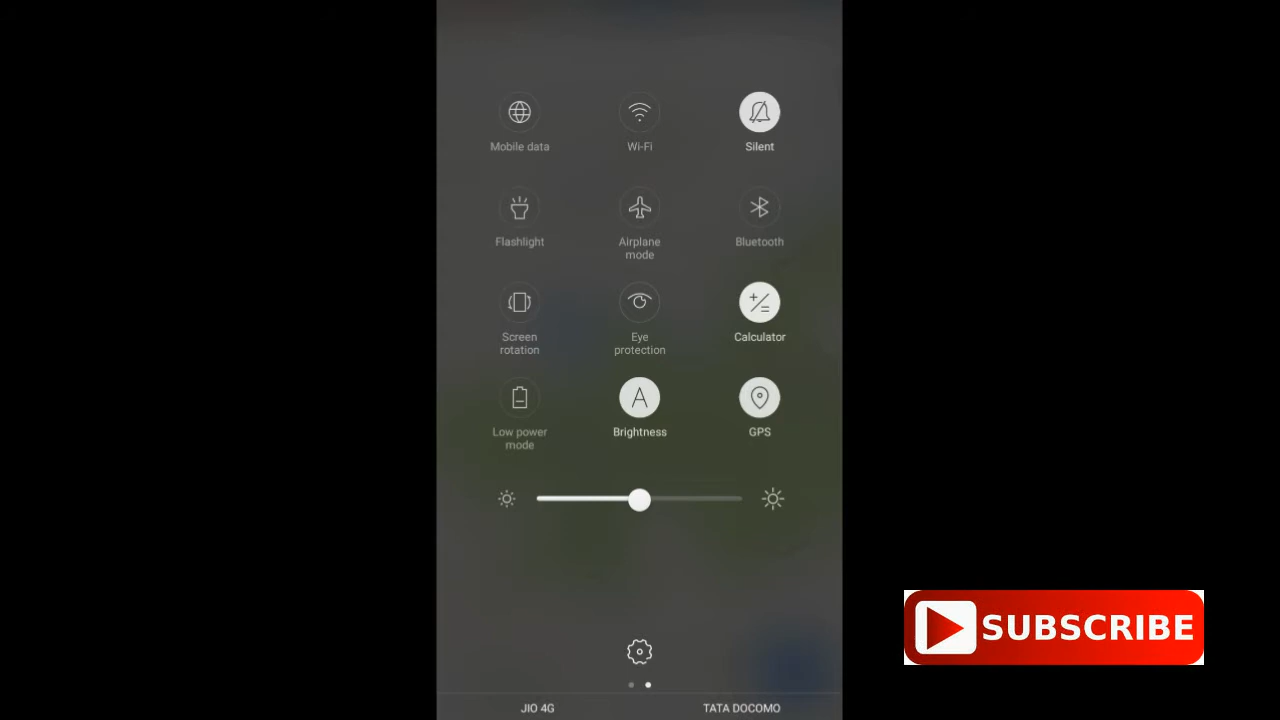 Mobile data
Wi-Fi
Silent
Flashlight
Airplane
mode
Bluetooth
Screen
rotation
Eye
protection
Calculator
Low power
mode
A
Brightness
GPS
SUBSCRIBE
JIO 4G
TATA DOCOMO